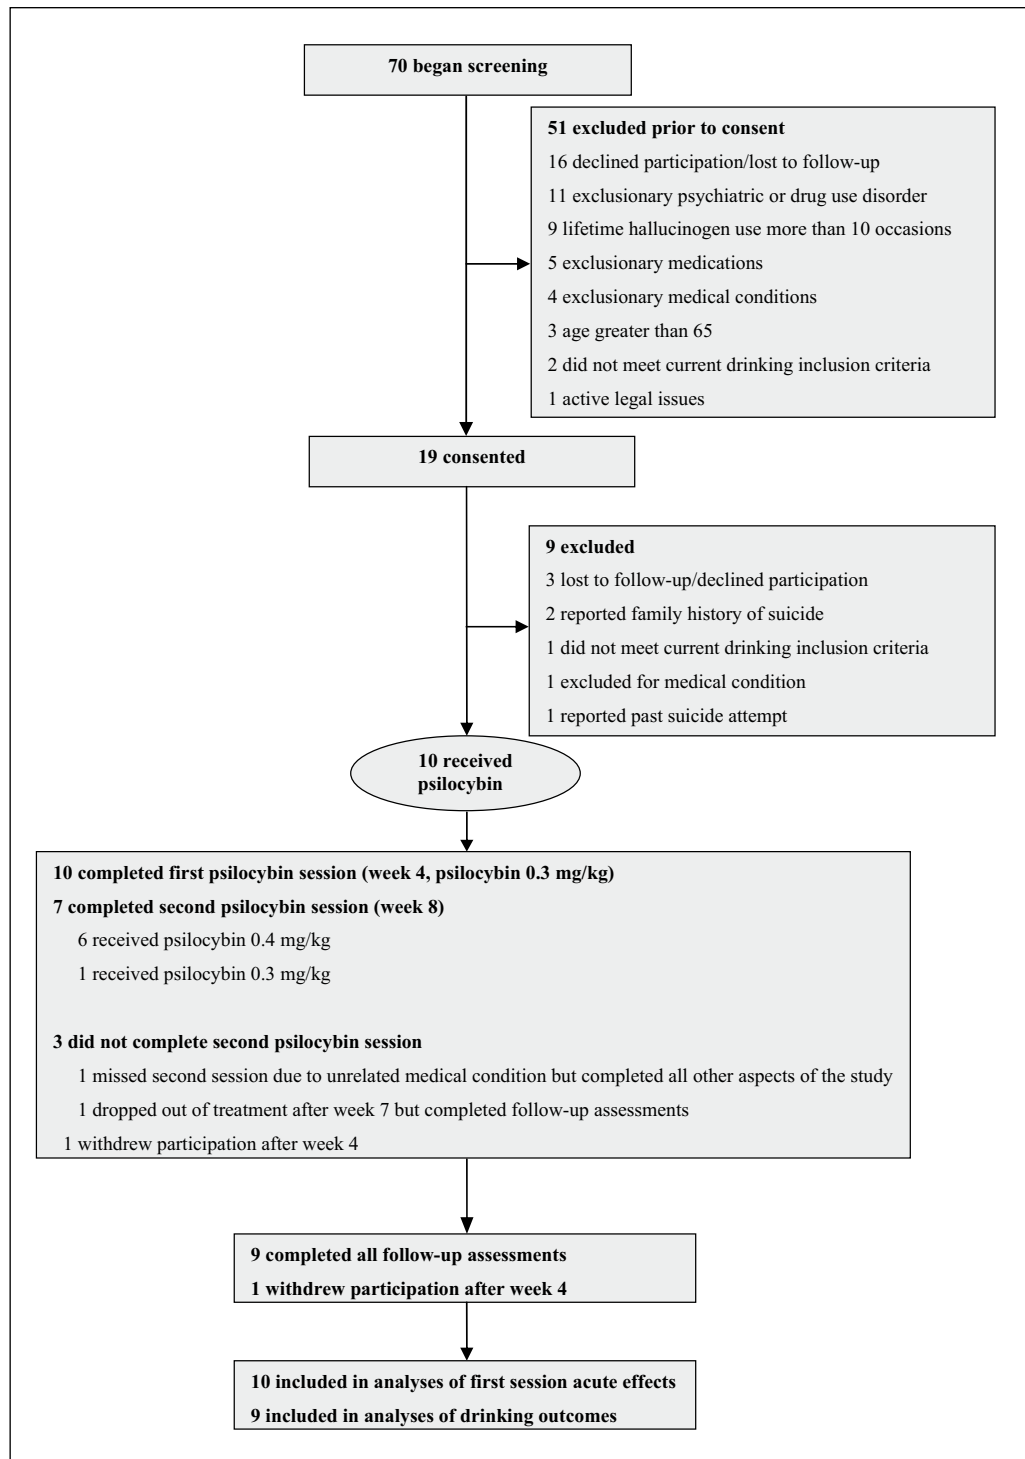 70 began screening
51 excluded prior to consent
16 declined participation/lost to follow-up
11 exclusionary psychiatric or drug use disorder
9 lifetime hallucinogen use more than 10 occasions
5 exclusionary medications
4 exclusionary medical conditions
3 age greater than 65
2 did not meet current drinking inclusion criteria
1 active legal issues
19 consented
9 excluded
3 lost to follow-up/declined participation
2 reported family history of suicide
1 did not meet current drinking inclusion criteria
1 excluded for medical condition
1 reported past suicide attempt
10 received
psilocybin
10 completed first psilocybin session (week 4, psilocybin 0.3 mg/kg)
7 completed second psilocybin session (week 8)
6 received psilocybin 0.4 mg/kg
1 received psilocybin 0.3 mg/kg
3 did not complete second psilocybin session
1 missed second session due to unrelated medical condition but completed all other aspects of the study
1 dropped out of treatment after week 7 but completed follow-up assessments
1 withdrew participation after week 4
9 completed all follow-up assessments
1 withdrew participation after week 4
10 included in analyses of first session acute effects
9 included in analyses of drinking outcomes